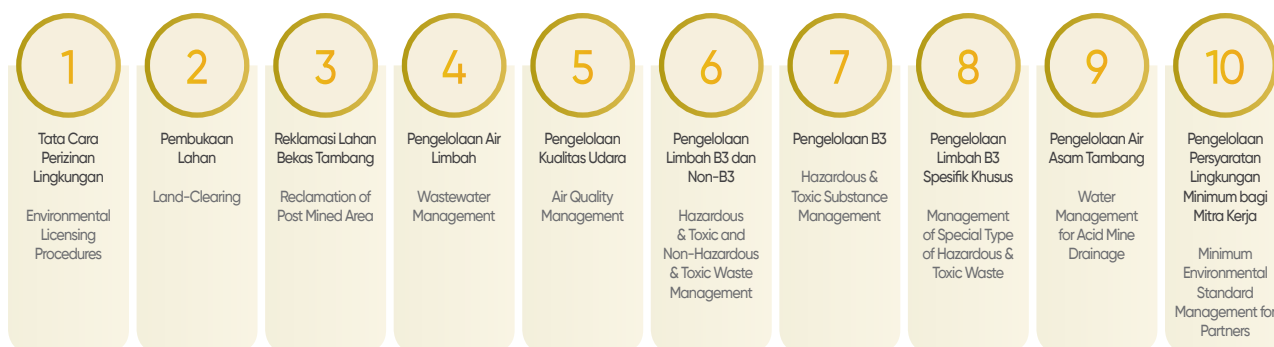 1
Tata Cara
Perizinan
Lingkungan
Environmental
Licensing
Procedures
2
Pembukaan
Lahan
Land-Clearing
3
Reklamasi Lahan
Bekas Tambang
Reclamation of
Post Mined Area
4
Pengelolaan Air
Limbah
Wastewater
Management
5
Pengelolaan
Kualitas Udara
Air Quality
Management
6
Pengelolaan
Limbah B3 dan
Non-B3
Hazardous
& Toxic and
Non-Hazardous
& Toxic Waste
Management
7
Pengelolaan B3
Hazardous &
Toxic Substance
Management
8
Pengelolaan
Limbah B3
Spesifik Khusus
Management
of Special Type
of Hazardous &
Toxic Waste
9
Pengelolaan Air
Asam Tambang
Water
Management
for Acid Mine
Drainage
10
Pengelolaan
Persyaratan
Lingkungan
Minimum bagi
Mitra Kerja
Minimum
Environmental
Standard
Management for
Partners